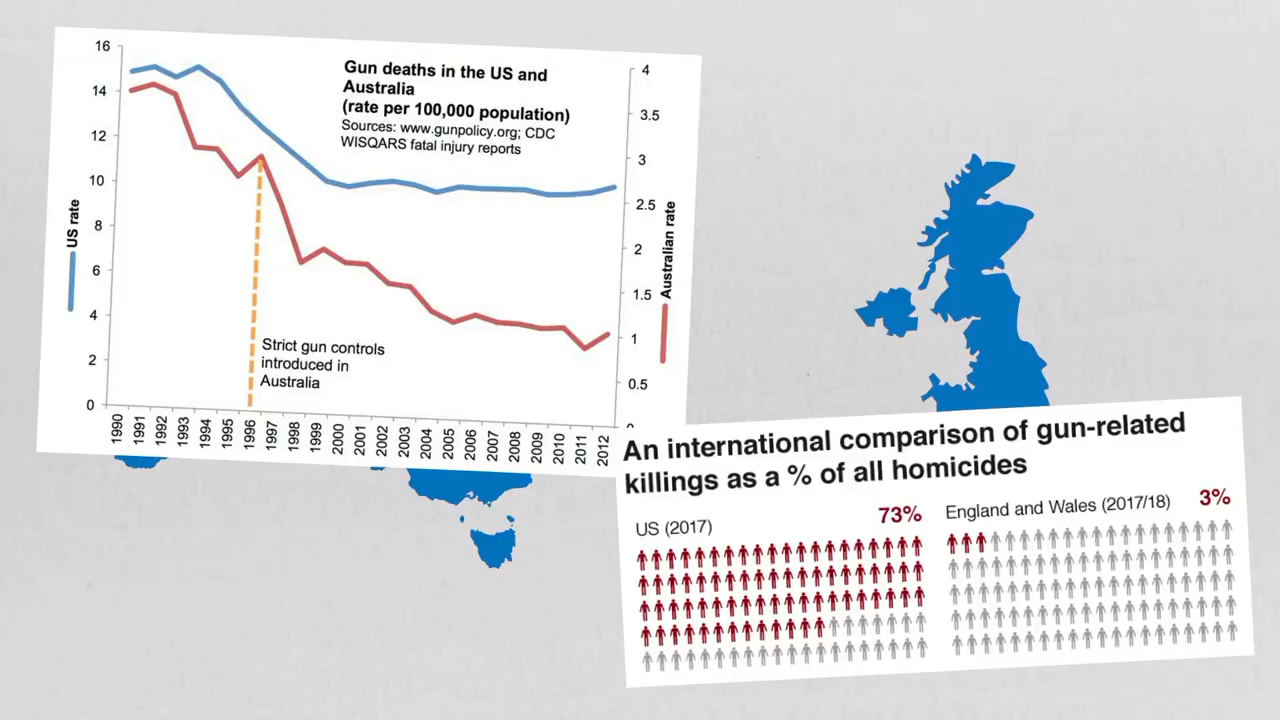 Gun deaths in the US and
Australia
(rate per 100,000 population)
Sources: www.gunpolicy.org; CDC
WISQARS fatal injury reports
16
14
12
10
8
6
4
2
0
US rate
4
3.5
3
2.5
2
1.5
1
0.5
Australian rate
Strict gun controls
introduced in
Australia
1990
1991
1992
1993
1994
1995
1996
1997
1998
1999
2000
2001
2002
2003
2004
2005
2006
2007
2008
2009
2010
2011
2012
An international comparison of gun-related
killings as a % of all homicides
US (2017) 73%
England and Wales (2017/18) 3%